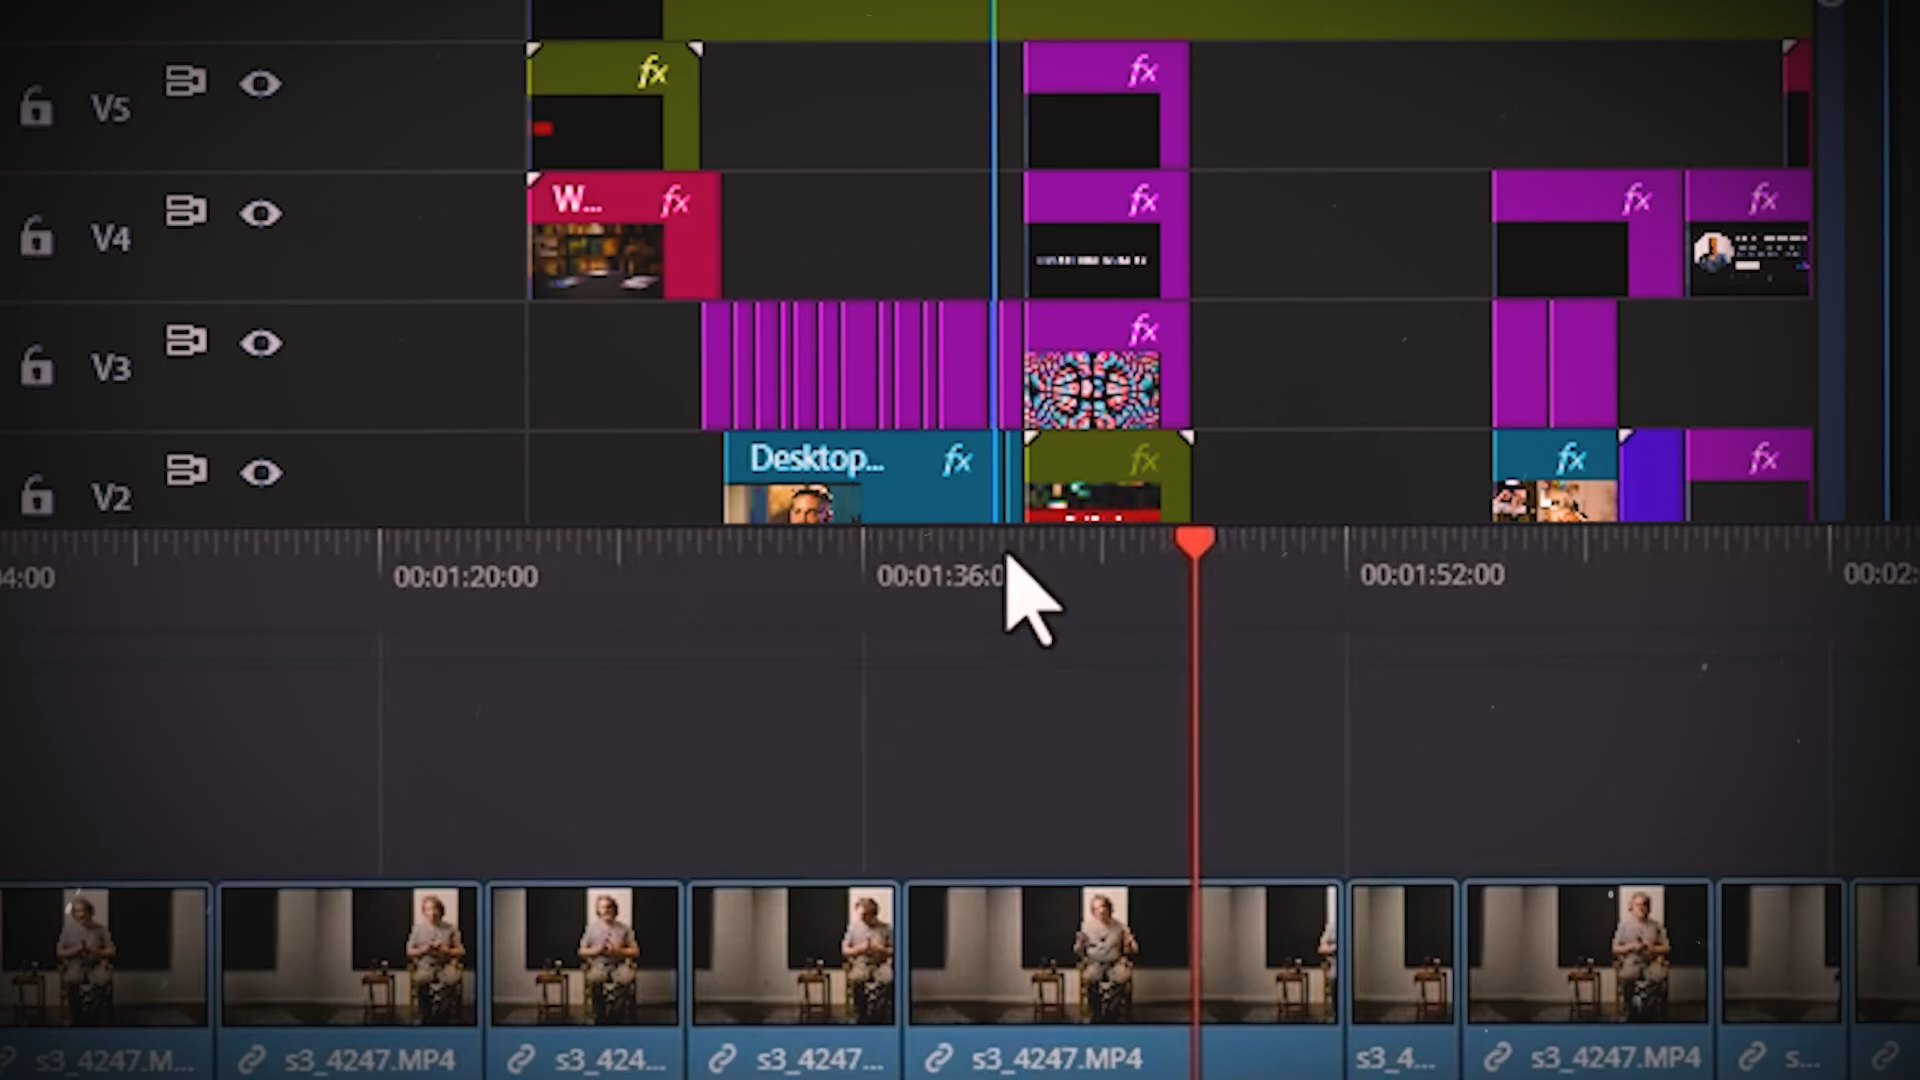 fx
V5
fx
W... fx
V4
fx
fx
fx
V3
fx
Desktop... fx
V2
fx
fx
fx
4:00
00:01:20:00
00:01:36:0
00:01:52:00
00:02:
s3_4247.M...
s3_4247.MP4
s3_424...
s3_4247...
s3_4247.MP4
s3_4...
s3_4247.MP4
s...